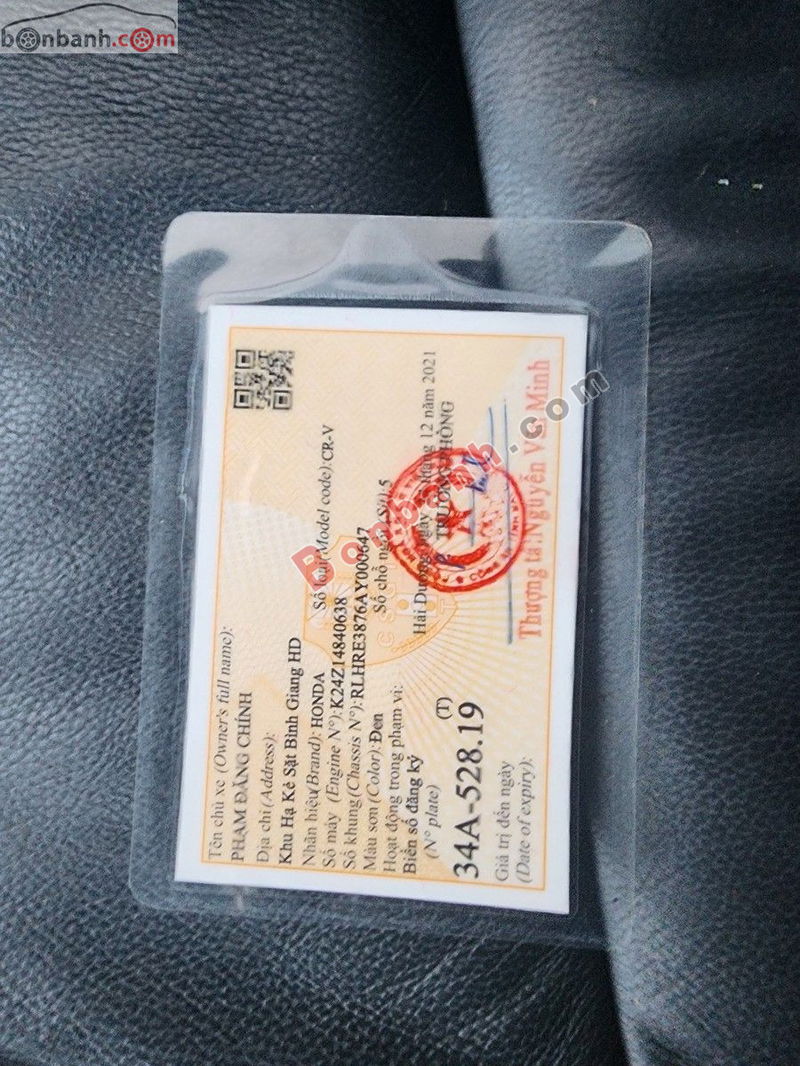 bonbanh.com
Tên chủ xe (Owner's full name):
PHẠM ĐĂNG CHÍNH
Địa chỉ (Address):
Khu Hạ Kẻ Sặt Bình Giang HD
Nhãn hiệu(Brand): HONDA
Số loại(Model code):CR-V
Số máy (Engine N°):K24Z14840638
Số khung(Chassis N°):RLHRE3876AY000647
Màu sơn (Color):Đen
Số chỗ ngồi (Sit):5
Hoạt động trong phạm vi:
Biển số đăng ký
(N° plate)
Hải Dương ngày tháng 12 năm 2021
TRƯỞNG PHÒNG
34A-528.19
(T)
Giá trị đến ngày
(Date of expiry):
Thượng tá:Nguyễn Văn Minh
Bonbanh.com